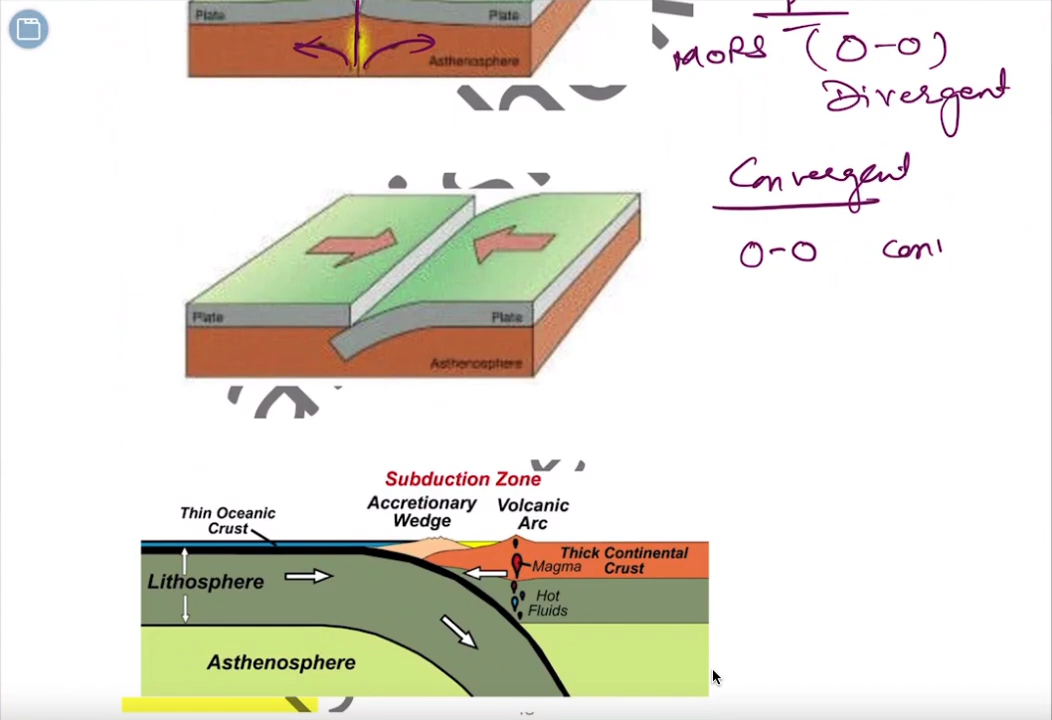 Plate
Plate
Asthenosphere
MORS (O-O)
Divergent
Convergent
O-O
Plate
Plate
Asthenosphere
Subduction Zone
Accretionary
Wedge
Volcanic
Arc
Thin Oceanic
Crust
Thick Continental
Crust
Magma
Lithosphere
Hot
Fluids
Asthenosphere